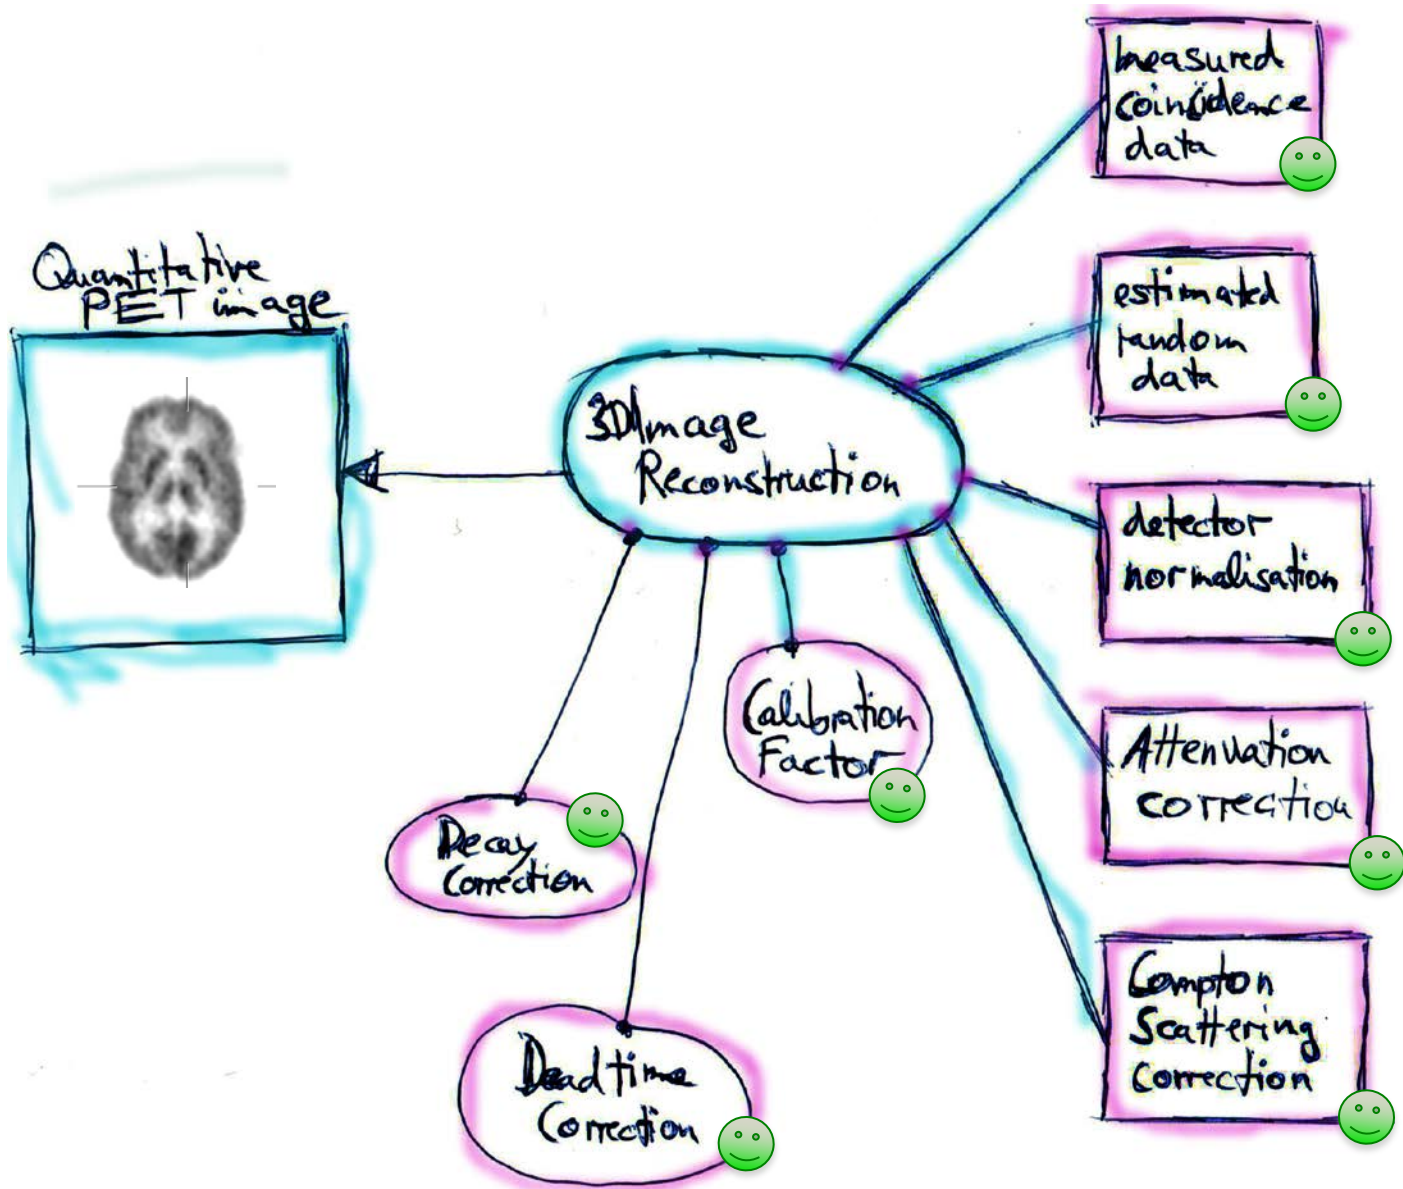 Quantitative
PET image
3D Image
Reconstruction
measured
coincidence
data
estimated
random
data
detector
normalisation
Attenuation
correction
Compton
Scattering
correction
Calibration
Factor
Decay
Correction
Deadtime
Correction